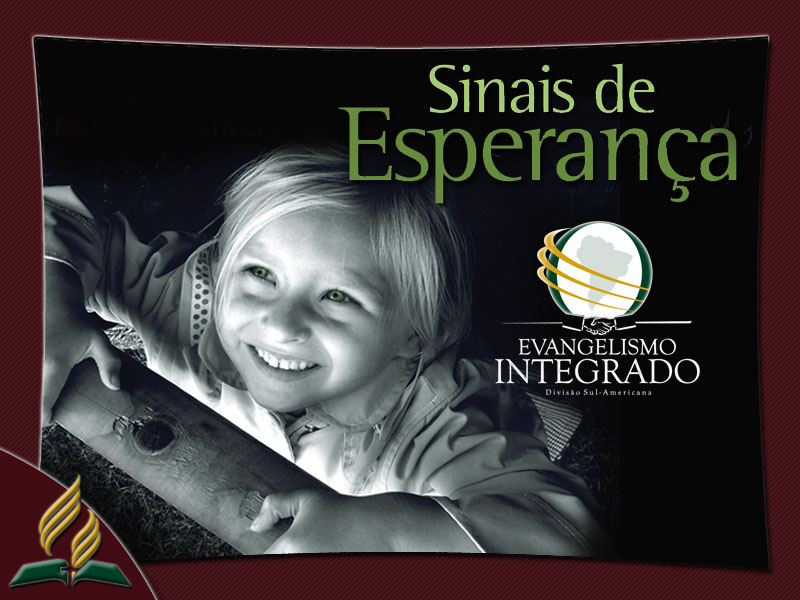 Sinais de
Esperança
EVANGELISMO
INTEGRADO
Divisão Sul-Americana